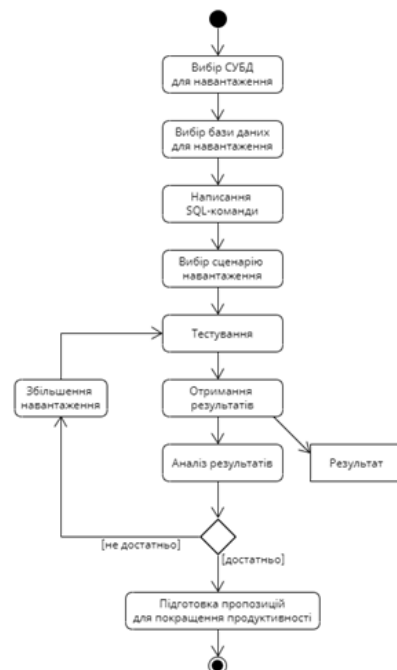 Вибір СУБД
для навантаження
Вибір бази даних
для навантаження
Написання
SQL-команди
Вибір сценарію
навантаження
Тестування
Збільшення
навантаження
Отримання
результатів
Аналіз результатів
Результат
[не достатньо]
[достатньо]
Підготовка пропозицій
для покращення продуктивності